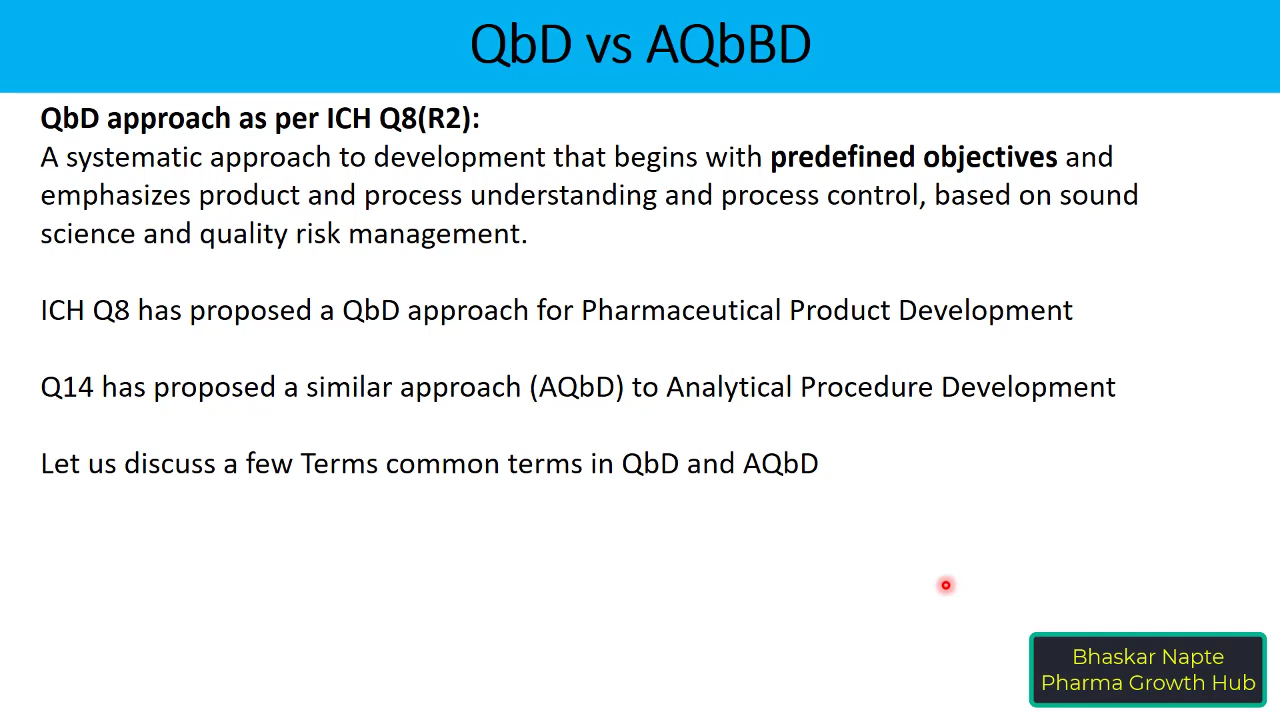 QbD vs AQbBD
QbD approach as per ICH Q8(R2):
A systematic approach to development that begins with predefined objectives and
emphasizes product and process understanding and process control, based on sound
science and quality risk management.
ICH Q8 has proposed a QbD approach for Pharmaceutical Product Development
Q14 has proposed a similar approach (AQbD) to Analytical Procedure Development
Let us discuss a few Terms common terms in QbD and AQbD
Bhaskar Napte
Pharma Growth Hub